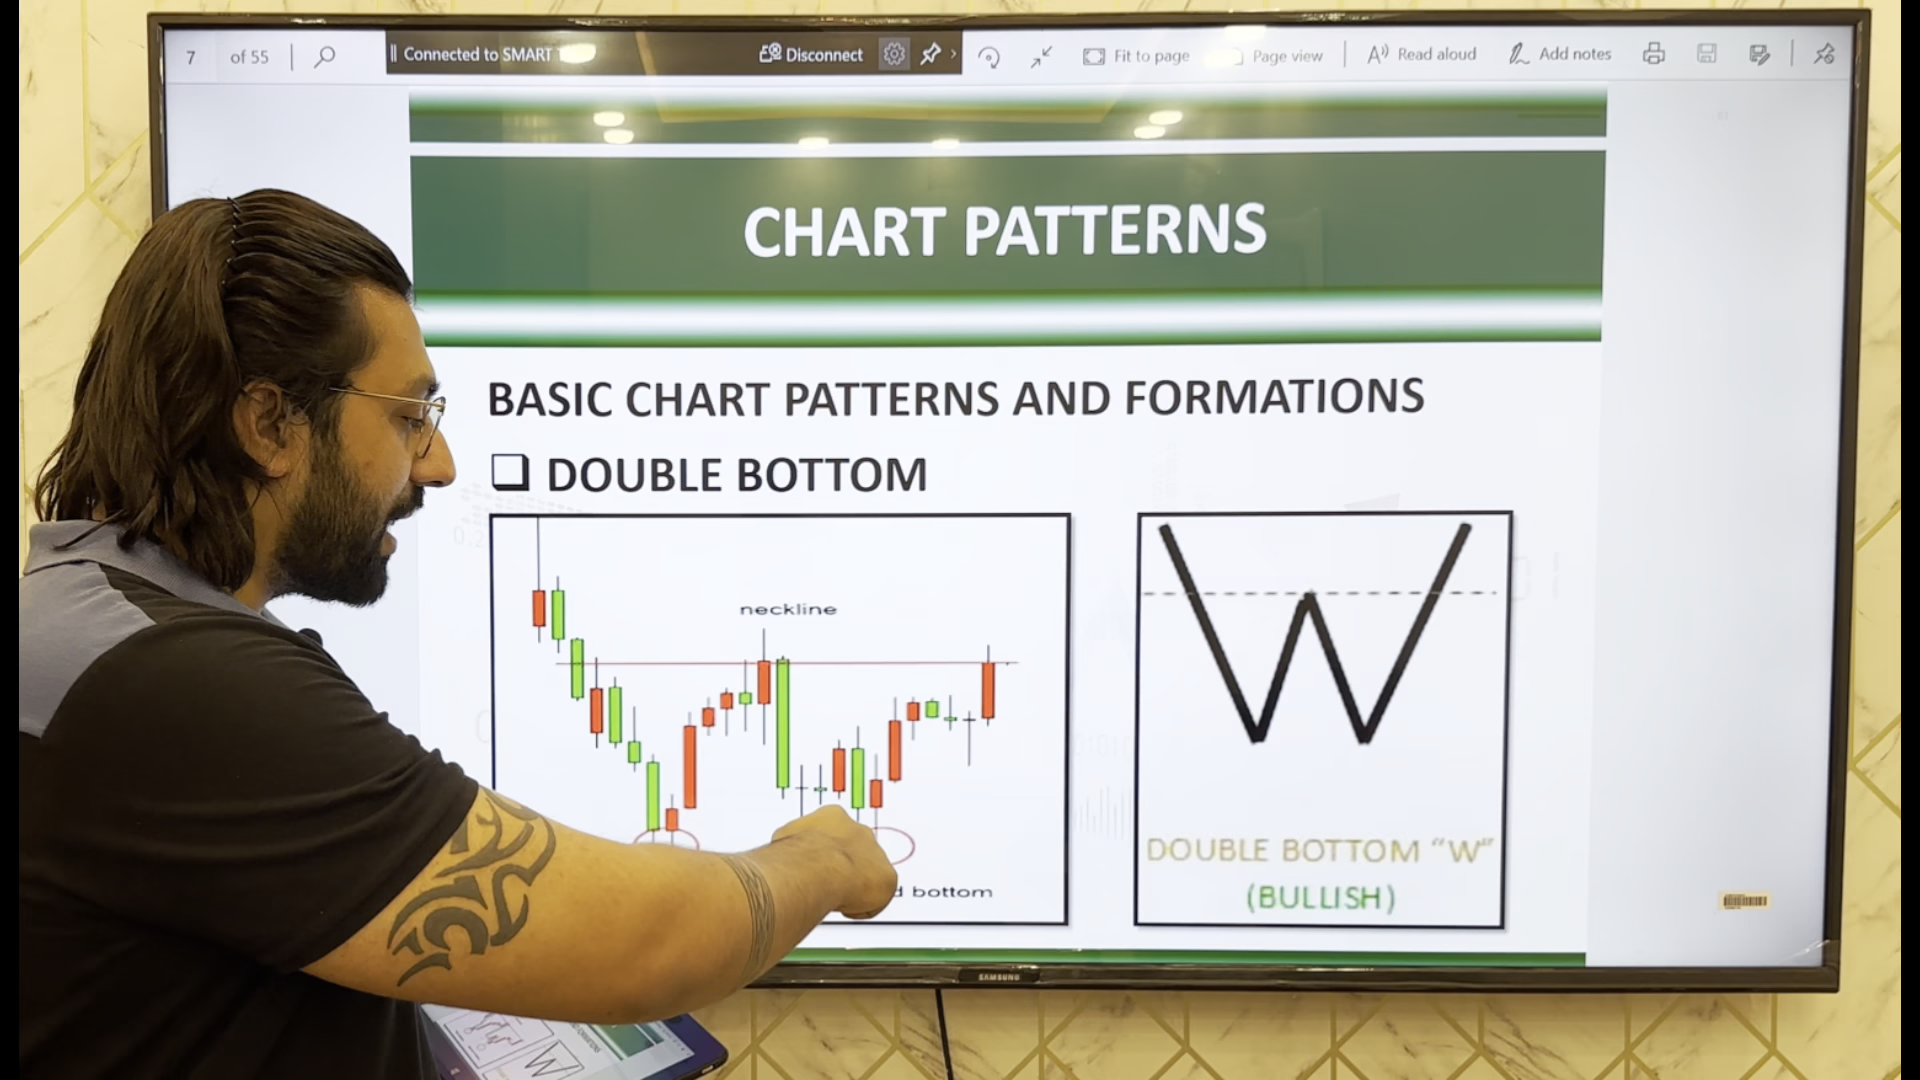 7 of 55
Connected to SMART
Disconnect
Fit to page
Page view
Read aloud
Add notes
CHART PATTERNS
BASIC CHART PATTERNS AND FORMATIONS
DOUBLE BOTTOM
neckline
bottom
DOUBLE BOTTOM "W"
(BULLISH)
SAMSUNG